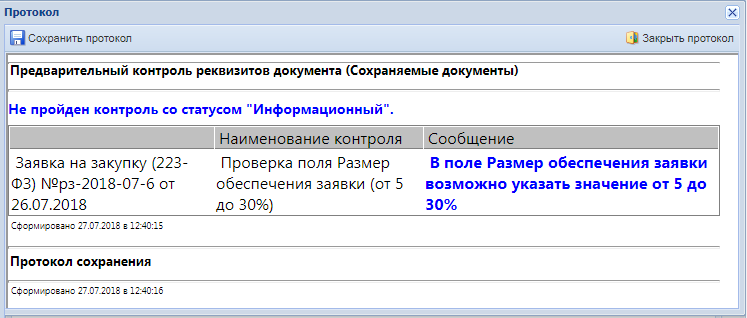 Протокол
Сохранить протокол
Закрыть протокол
Предварительный контроль реквизитов документа (Сохраняемые документы)
Не пройден контроль со статусом "Информационный".
Наименование контроля
Сообщение
Заявка на закупку (223-
ФЗ) №рз-2018-07-6 от
26.07.2018
Проверка поля Размер
обеспечения заявки (от 5
до 30%)
В поле Размер обеспечения заявки
возможно указать значение от 5 до
30%
Сформировано 27.07.2018 в 12:40:15
Протокол сохранения
Сформировано 27.07.2018 в 12:40:16